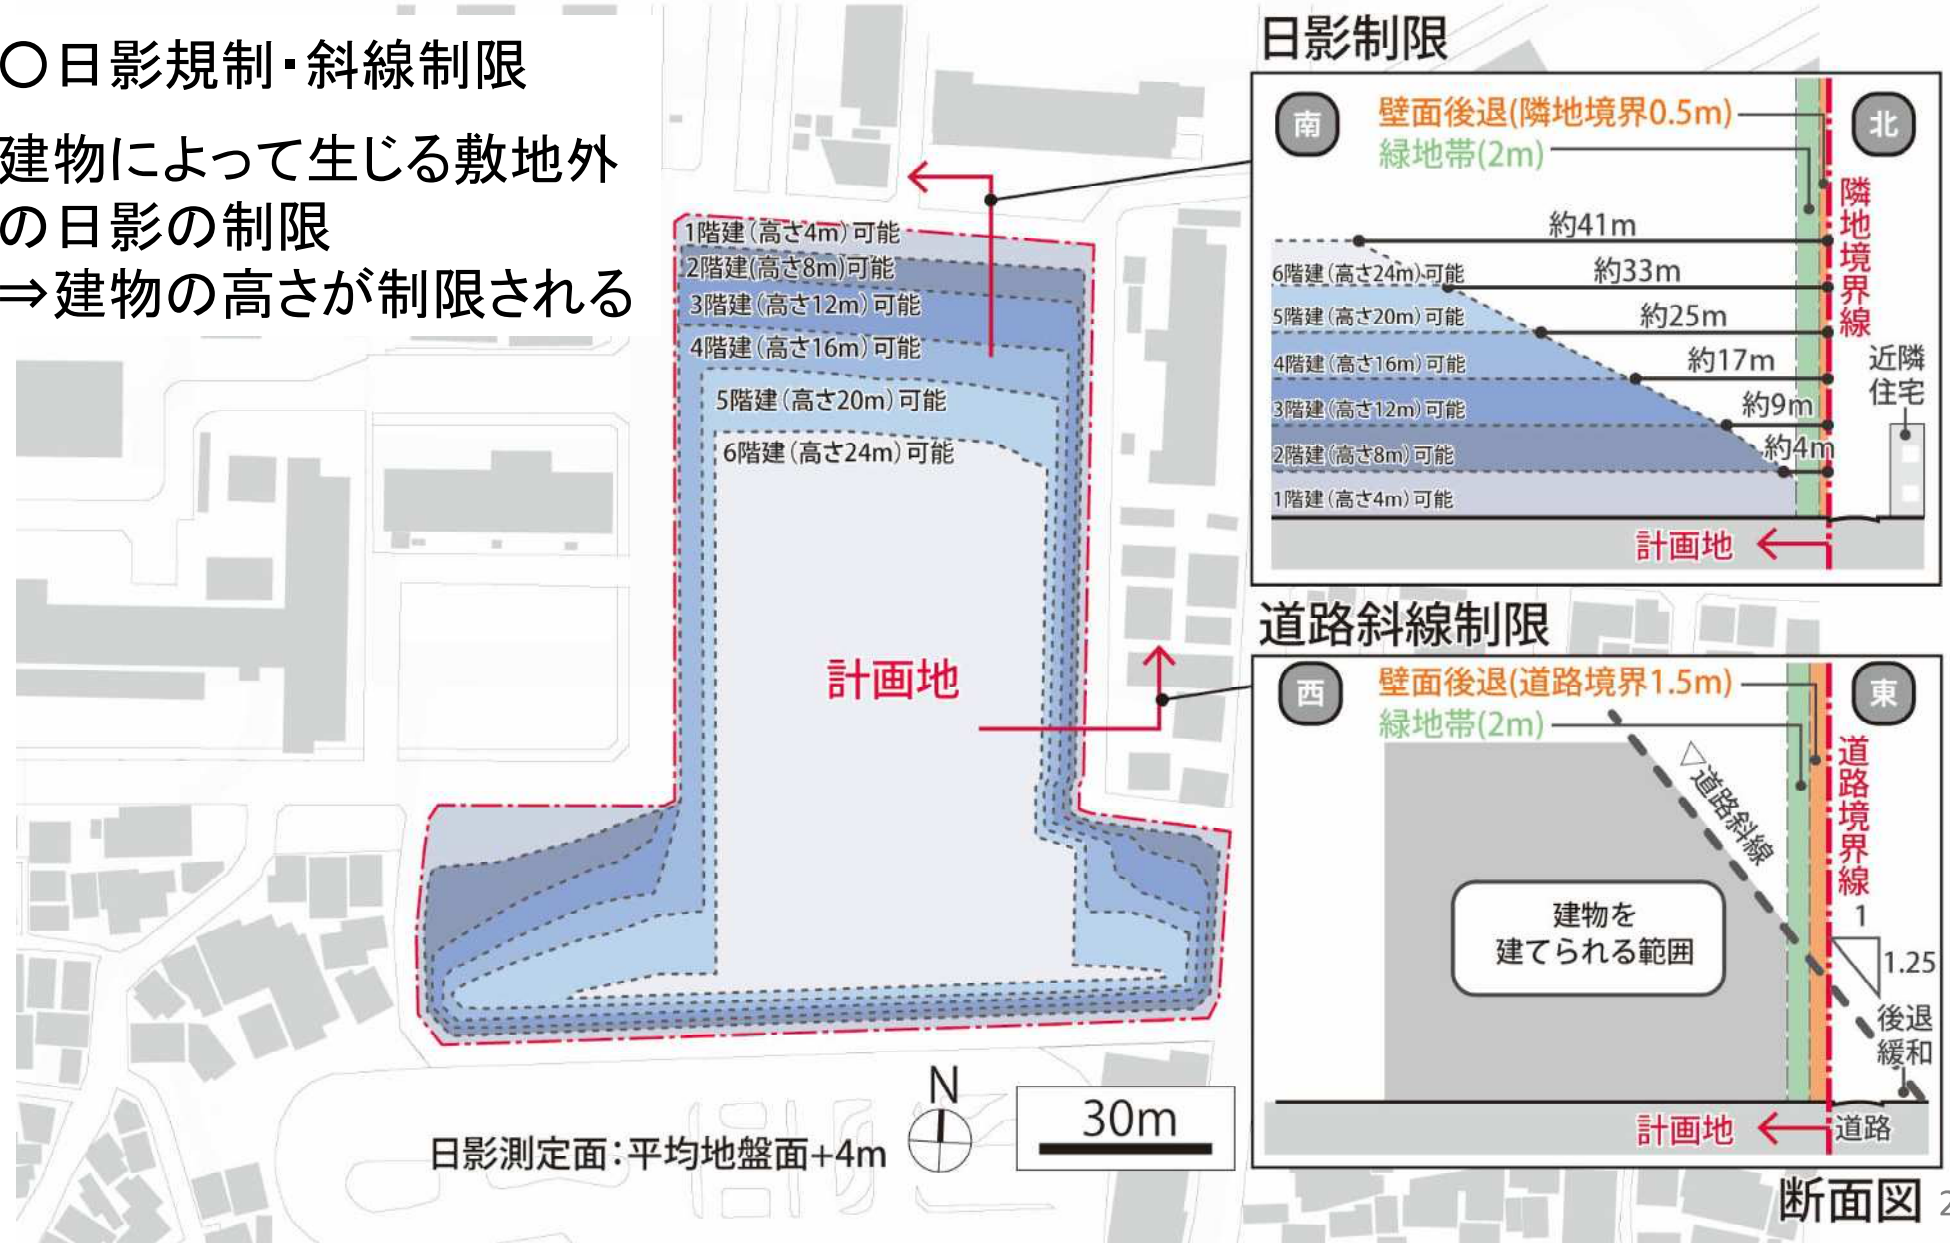 〇日影規制・斜線制限
建物によって生じる敷地外
の日影の制限
⇒建物の高さが制限される
1階建(高さ4m)可能
2階建(高さ8m)可能
3階建(高さ12m)可能
4階建(高さ16m)可能
5階建(高さ20m)可能
6階建(高さ24m)可能
計画地
日影測定面:平均地盤面+4m
N
30m
日影制限
南
壁面後退(隣地境界0.5m)
緑地帯(2m)
北
隣地境界線
約41m
6階建(高さ24m)可能
約33m
5階建(高さ20m)可能
約25m
4階建(高さ16m)可能
約17m
3階建(高さ12m)可能
約9m
2階建(高さ8m)可能
約4m
1階建(高さ4m)可能
近隣
住宅
計画地
道路斜線制限
西
壁面後退(道路境界1.5m)
緑地帯(2m)
東
道路境界線
▽道路斜線
建物を
建てられる範囲
1
1.25
後退
緩和
計画地
道路
断面図
2